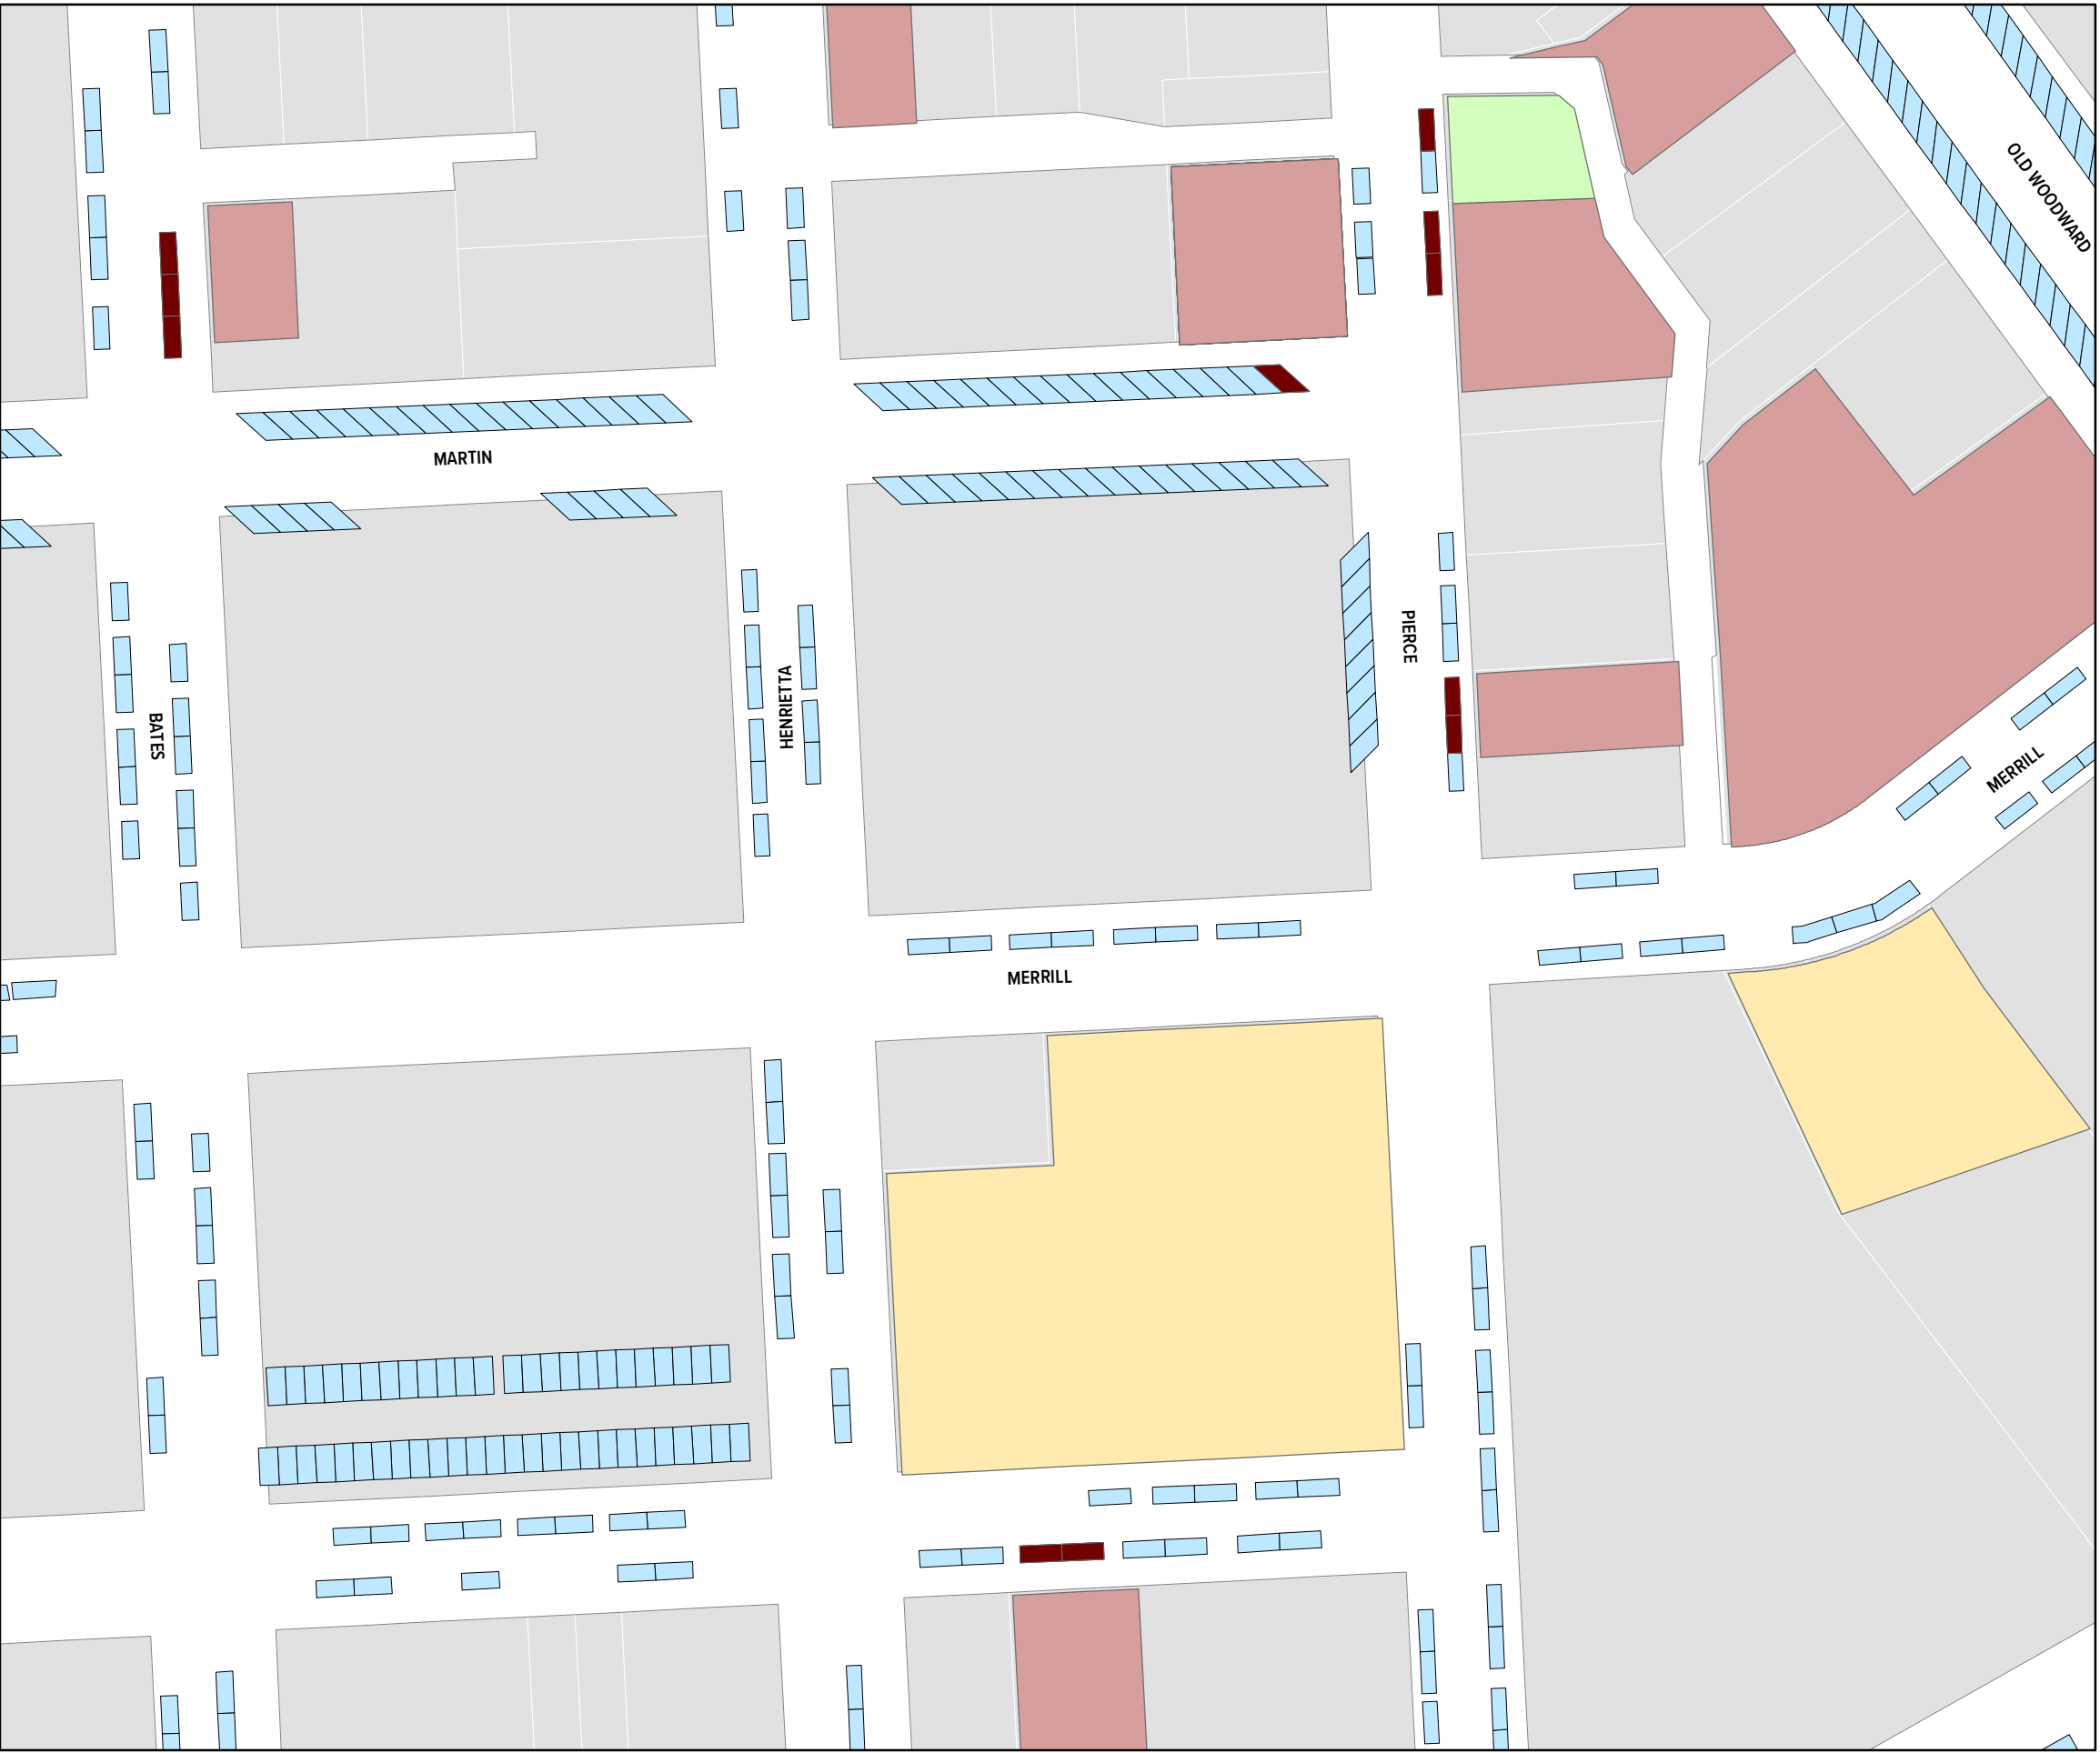 OLD WOODWARD
MARTIN
PIERCE
HENRIETTA
BATES
MERRILL
MERRILL